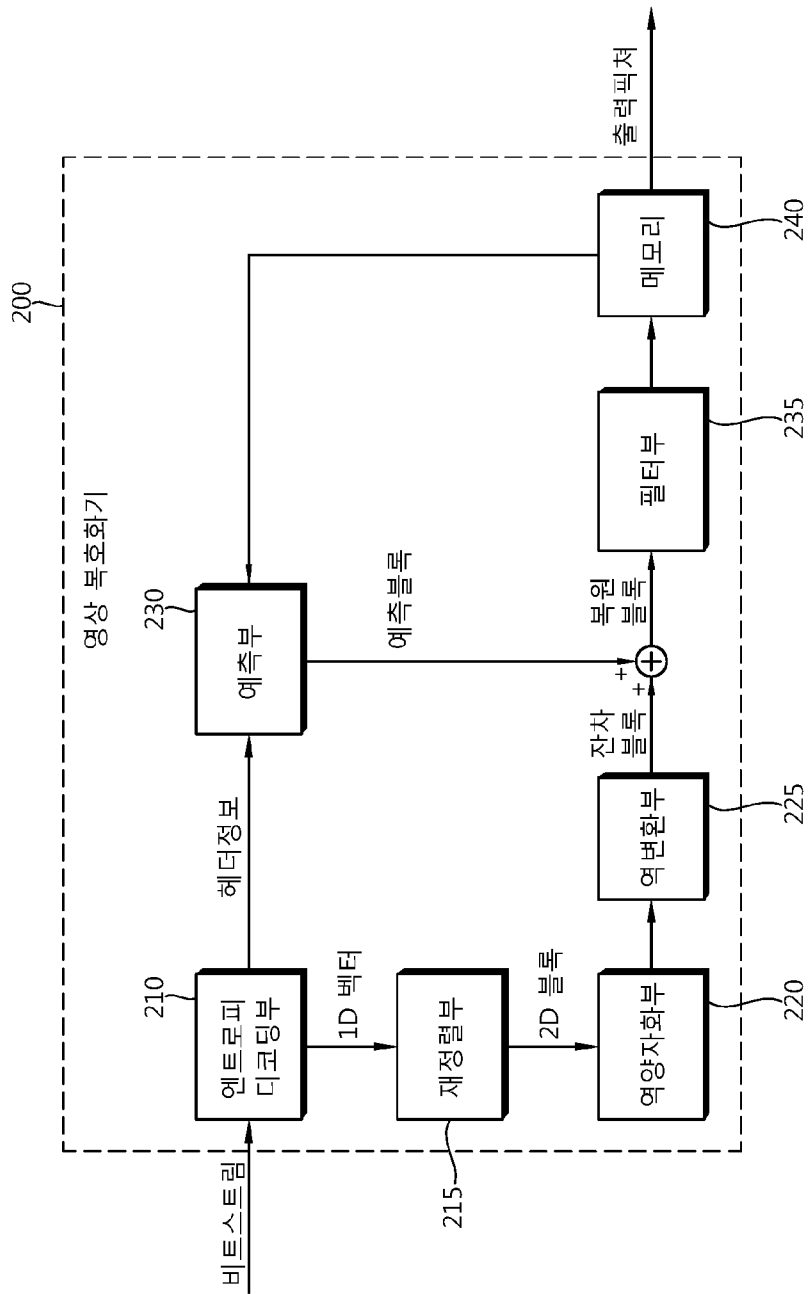 200
영상 복호화기
비트스트림
210
엔트로피
디코딩부
헤더정보
230
예측부
1D 벡터
예측블록
재정렬부
215
2D 블록
역양자화부
220
역변환부
225
잔차
블록
+
+
복원
블록
필터부
235
메모리
240
출력픽쳐